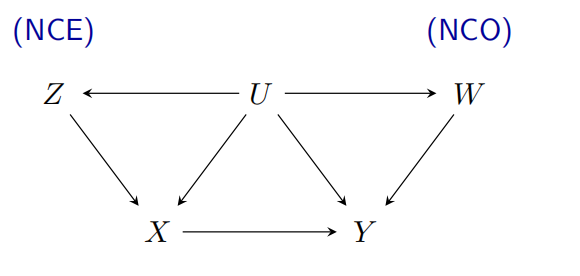 (NCE) (NCO)
Z U W
X Y